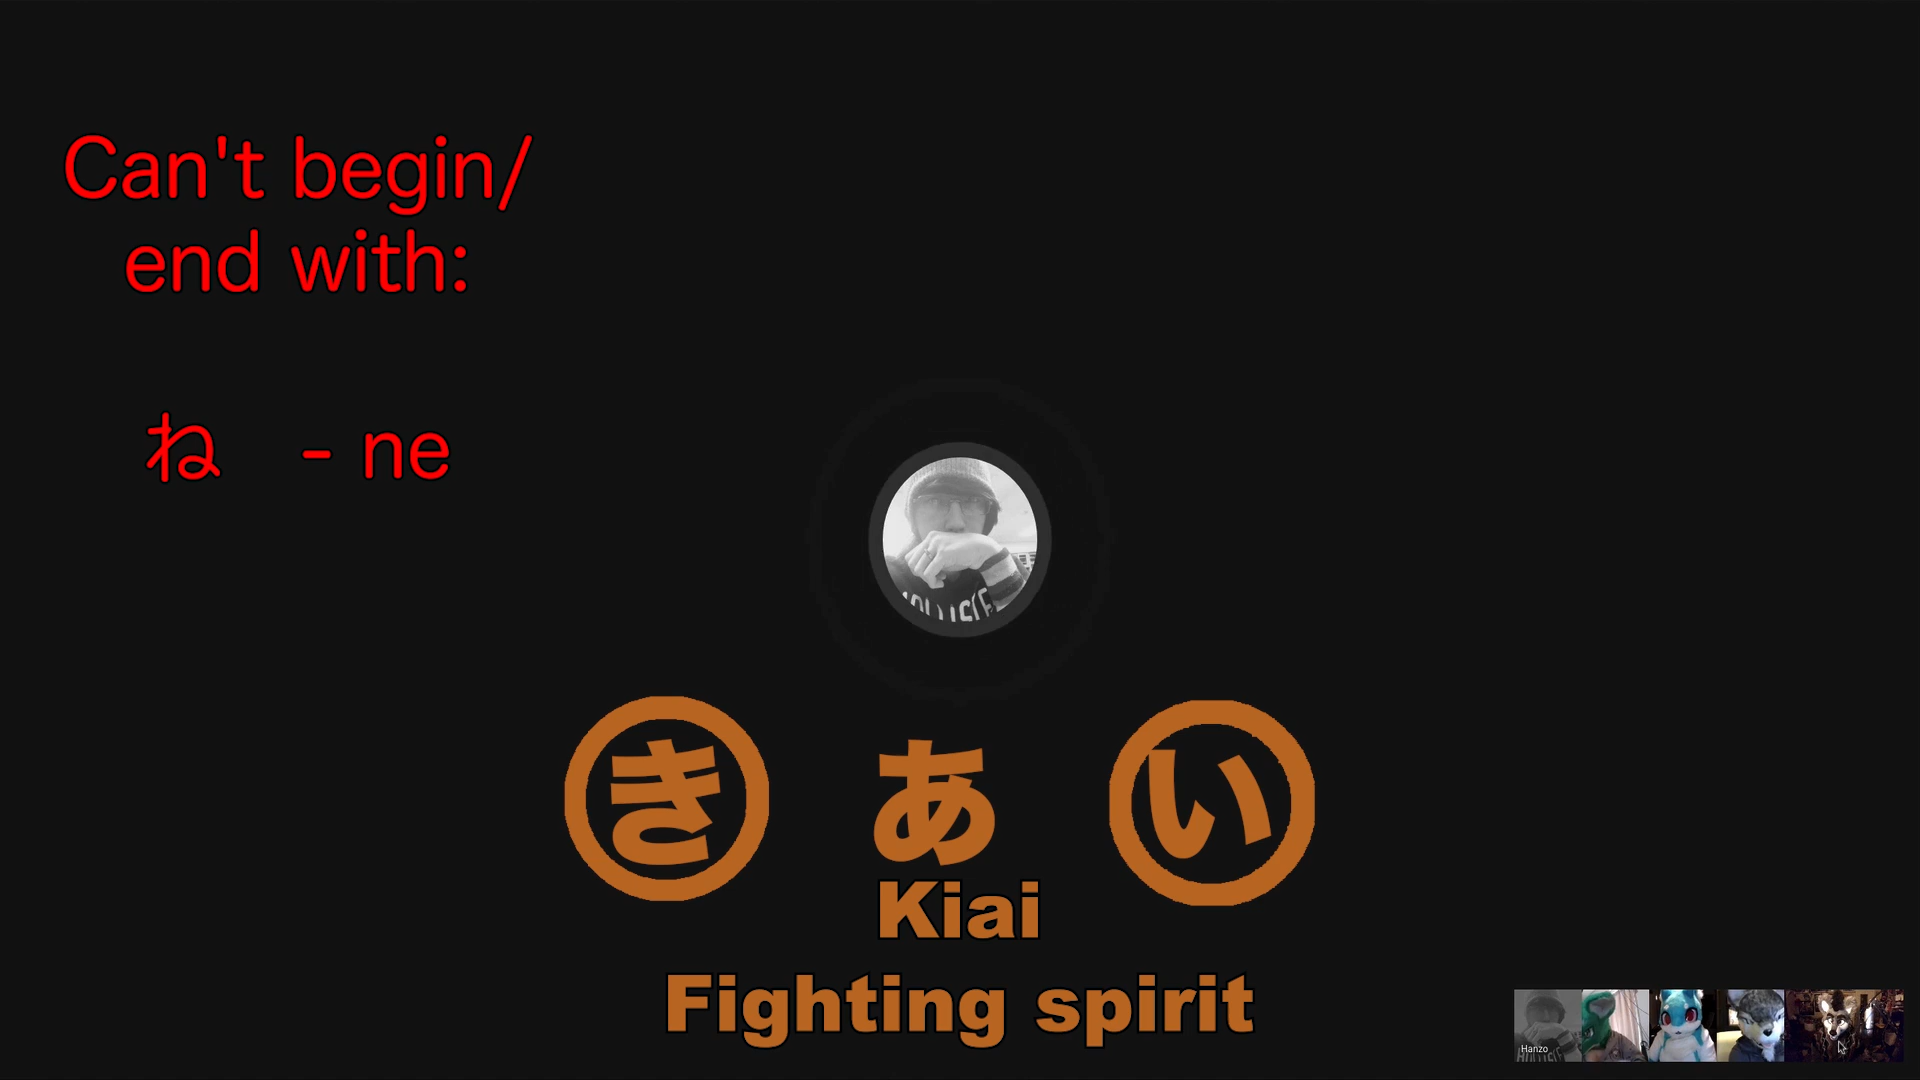 Can't begin/
end with:
ね - ne
きあい
Kiai
Fighting spirit
Hanzo